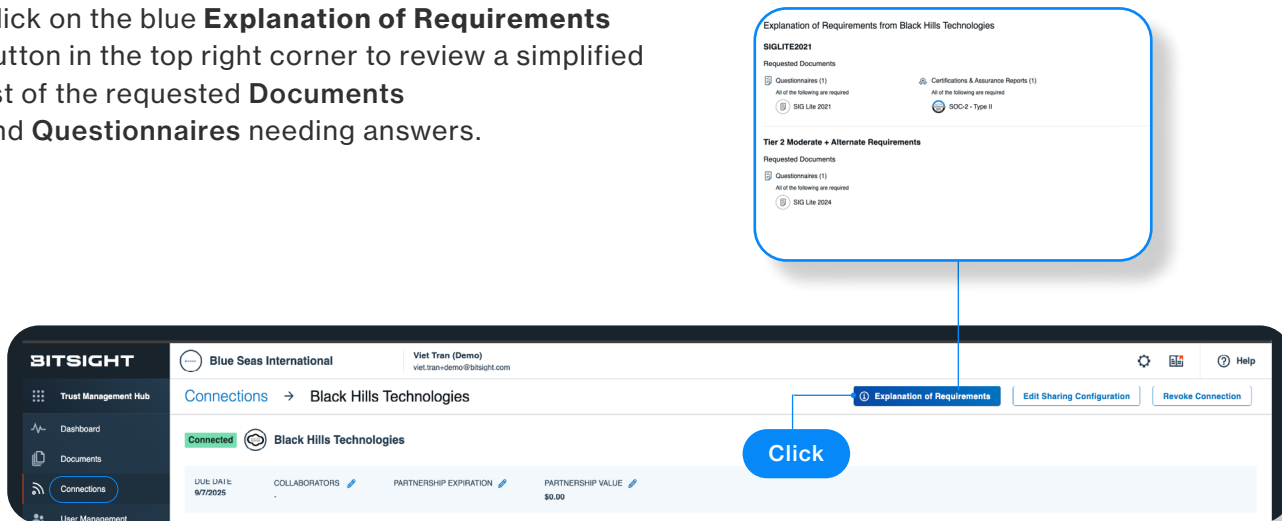 lick on the blue Explanation of Requirements
utton in the top right corner to review a simplified
st of the requested Documents
nd Questionnaires needing answers.
Explanation of Requirements from Black Hills Technologies
SIGLITE2021
Requested Documents
Questionnaires (1)
All of the following are required
SIG Lite 2021
Certifications & Assurance Reports (1)
All of the following are required
SOC-2 - Type II
Tier 2 Moderate + Alternate Requirements
Requested Documents
Questionnaires (1)
All of the following are required
SIG Lite 2024
BITSIGHT
Blue Seas International
Viet Tran (Demo)
viet.tran+demo@bitsight.com
Help
Trust Management Hub
Connections → Black Hills Technologies
Explanation of Requirements
Edit Sharing Configuration
Revoke Connection
Dashboard
Connected
Black Hills Technologies
Click
Documents
Connections
DUE DATE
9/7/2025
COLLABORATORS
-
PARTNERSHIP EXPIRATION
PARTNERSHIP VALUE
$0.00
User Management